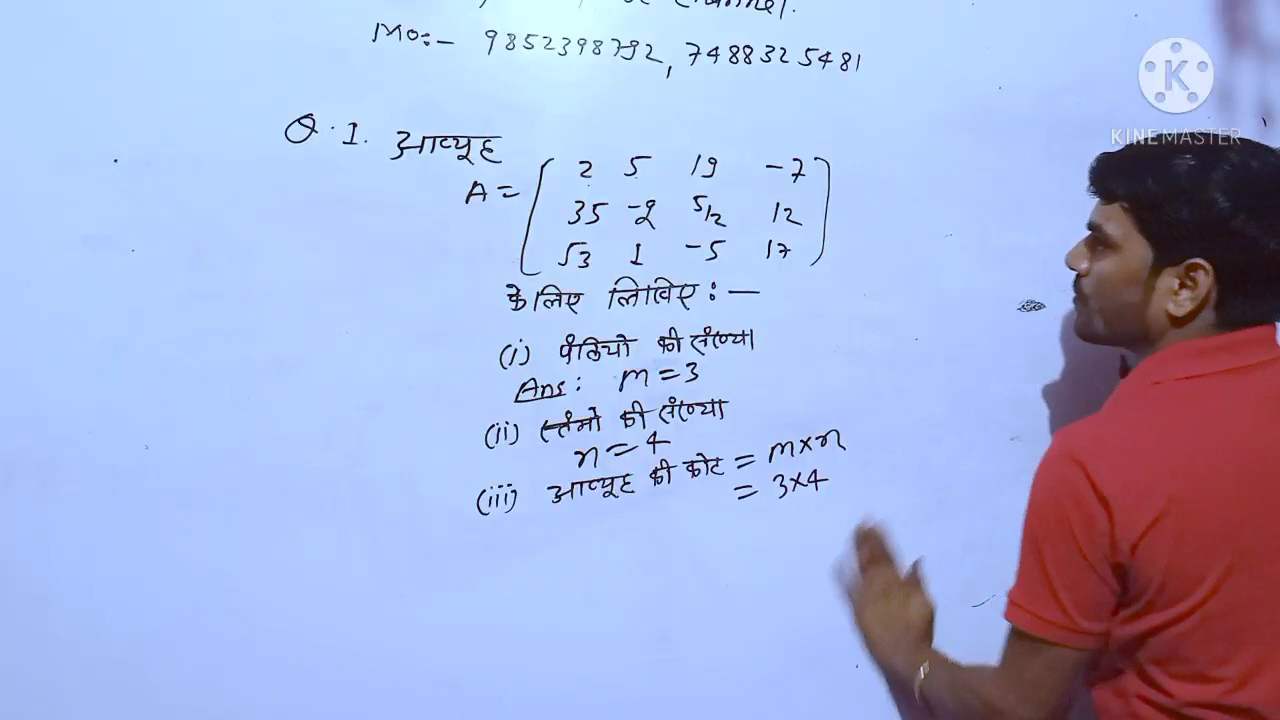 channel.
Mo:- 9852398792, 7488325481
KINEMASTER
Q.1. आव्यूह
A = [ 2 5 19 -7
35 -2 5/2 12
√3 1 -5 17 ]
के लिए लिखिए :—
(i) पंक्तियों की संख्या
Ans: m = 3
(ii) स्तंभों की संख्या
n = 4
(iii) आव्यूह की कोट = m×n
= 3×4